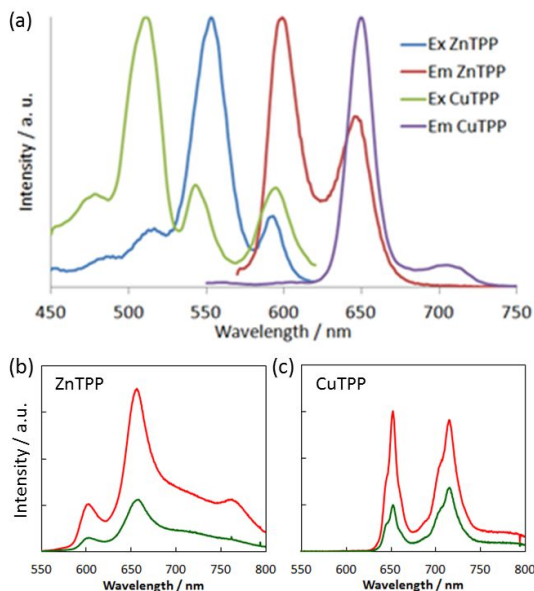 (a)
Ex ZnTPP
Em ZnTPP
Ex CuTPP
Em CuTPP
Intensity / a. u.
450 500 550 600 650 700 750
Wavelength / nm
(b) ZnTPP
(c) CuTPP
Intensity / a.u.
550 600 650 700 750 800
550 600 650 700 750 800
Wavelength / nm
Wavelength / nm